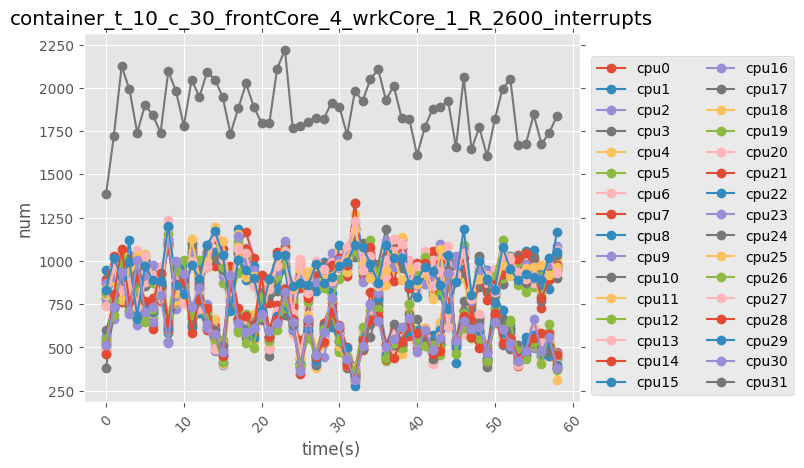 container_t_10_c_30_frontCore_4_wrkCore_1_R_2600_interrupts
2250
2000
1750
1500
1250
1000
750
500
250
num
0
10
20
30
40
50
60
time(s)
cpu0
cpu1
cpu2
cpu3
cpu4
cpu5
cpu6
cpu7
cpu8
cpu9
cpu10
cpu11
cpu12
cpu13
cpu14
cpu15
cpu16
cpu17
cpu18
cpu19
cpu20
cpu21
cpu22
cpu23
cpu24
cpu25
cpu26
cpu27
cpu28
cpu29
cpu30
cpu31